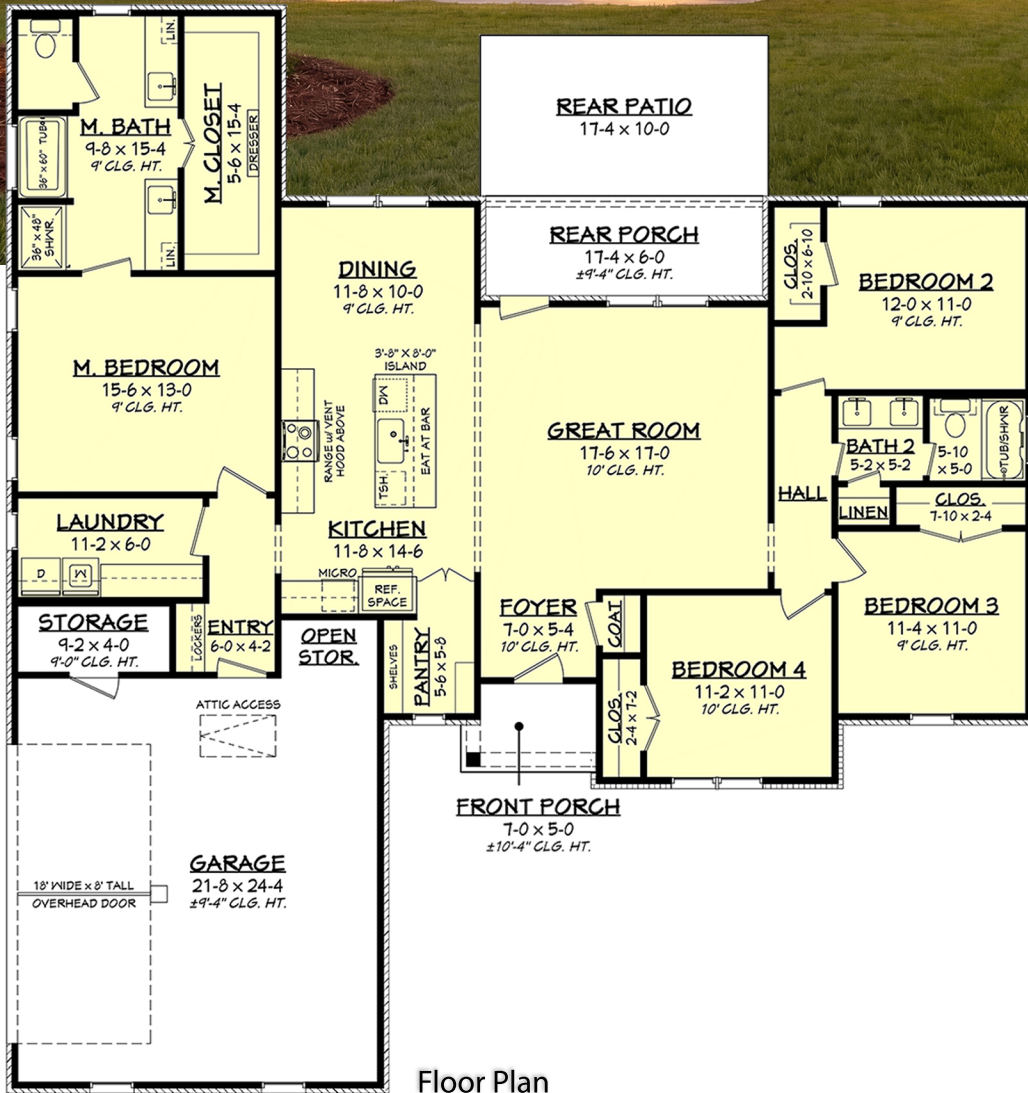 LIN.
M. BATH
9-8 x 15-4
9' CLG. HT.
36" x 60" TUB
36" x 48"
SHWR.
LIN.
M. CLOSET
5-6 x 15-4
DRESSER
REAR PATIO
17-4 x 10-0
REAR PORCH
17-4 x 6-0
±9'-4" CLG. HT.
DINING
11-8 x 10-0
9' CLG. HT.
CLOS.
2-10 x 6-10
BEDROOM 2
12-0 x 11-0
9' CLG. HT.
M. BEDROOM
15-6 x 13-0
9' CLG. HT.
3'-8" X 8'-0"
ISLAND
DW
RANGE w/ VENT
HOOD ABOVE
EAT AT BAR
TSH.
GREAT ROOM
17-6 x 17-0
10' CLG. HT.
BATH 2
5-2 x 5-2
5-10
x 5-0
TUB/SHWR
HALL
LINEN
CLOS.
7-10 x 2-4
LAUNDRY
11-2 x 6-0
D
W
KITCHEN
11-8 x 14-6
MICRO
REF.
SPACE
STORAGE
9-2 x 4-0
9'-0" CLG. HT.
LOCKERS
ENTRY
6-0 x 4-2
OPEN
STOR.
SHELVES
PANTRY
5-6 x 5-8
FOYER
7-0 x 5-4
10' CLG. HT.
COAT
CLOS.
2-4 x 7-2
BEDROOM 4
11-2 x 11-0
10' CLG. HT.
BEDROOM 3
11-4 x 11-0
9' CLG. HT.
ATTIC ACCESS
FRONT PORCH
7-0 x 5-0
±10'-4" CLG. HT.
GARAGE
21-8 x 24-4
±9'-4" CLG. HT.
18' WIDE x 8' TALL
OVERHEAD DOOR
Floor Plan